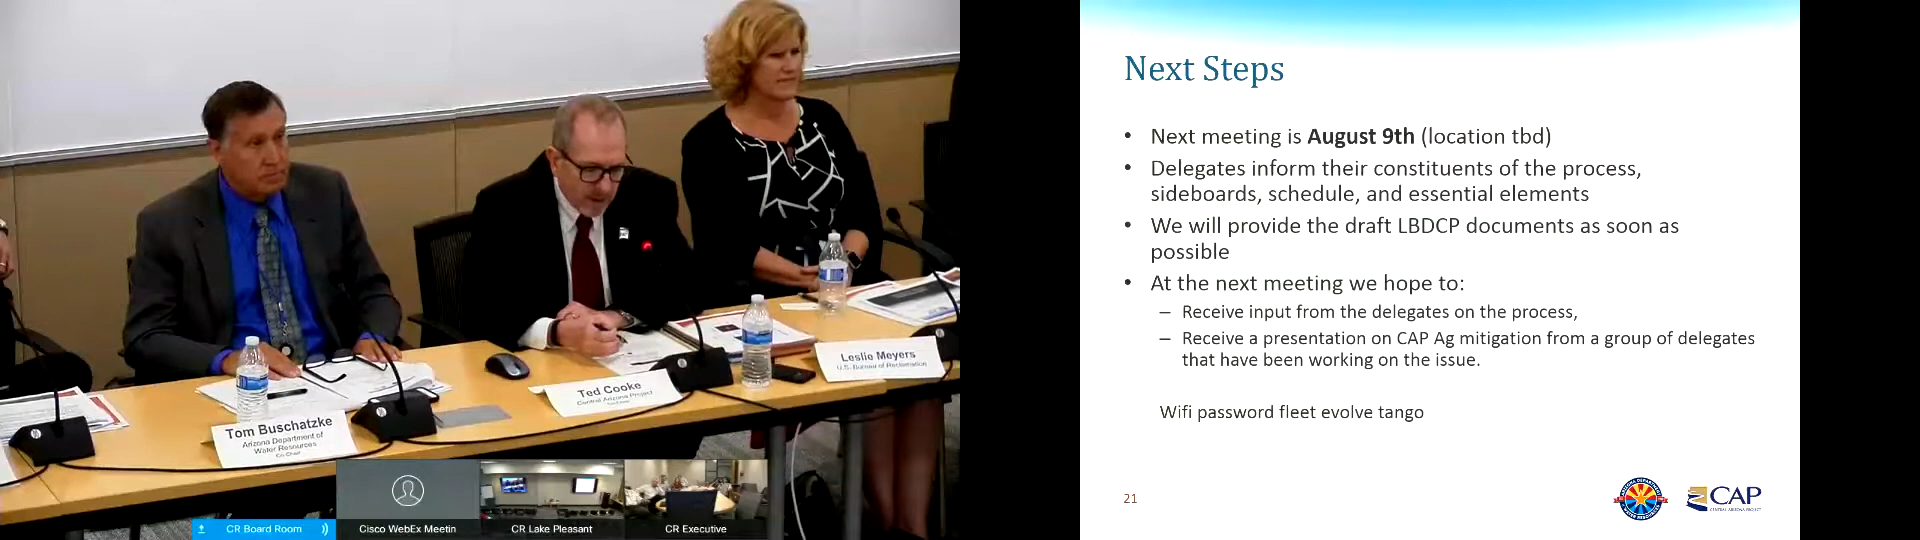 Tom Buschatzke
Arizona Department of
Water Resources
Co-Chair
Ted Cooke
Central Arizona Project
Leslie Meyers
U.S. Bureau of Reclamation
CR Board Room
Cisco WebEx Meetin
CR Lake Pleasant
CR Executive
Next Steps
• Next meeting is August 9th (location tbd)
• Delegates inform their constituents of the process,
sideboards, schedule, and essential elements
• We will provide the draft LBDCP documents as soon as
possible
• At the next meeting we hope to:
– Receive input from the delegates on the process,
– Receive a presentation on CAP Ag mitigation from a group of delegates
that have been working on the issue.
Wifi password fleet evolve tango
21
CAP
CENTRAL ARIZONA PROJECT